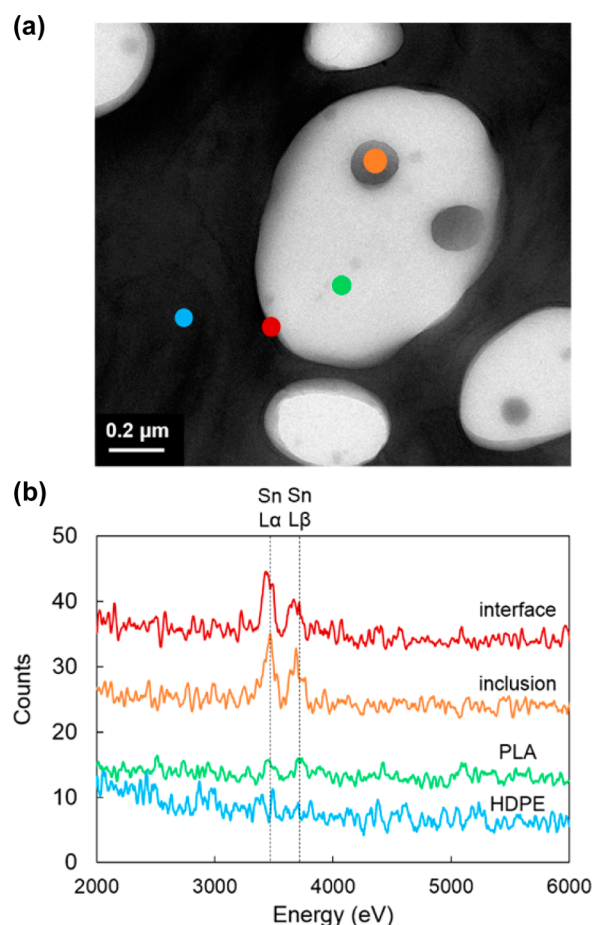 (a)
0.2 μm
(b)
Sn Sn
Lα Lβ
50
40
30
20
10
0
interface
inclusion
PLA
HDPE
Counts
2000 3000 4000 5000 6000
Energy (eV)